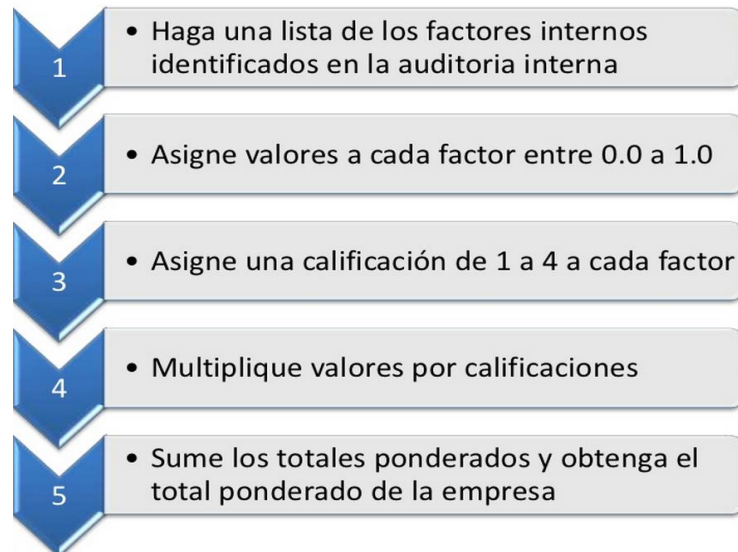 1
• Haga una lista de los factores internos
identificados en la auditoria interna
2
• Asigne valores a cada factor entre 0.0 a 1.0
3
• Asigne una calificación de 1 a 4 a cada factor
4
• Multiplique valores por calificaciones
5
• Sume los totales ponderados y obtenga el
total ponderado de la empresa